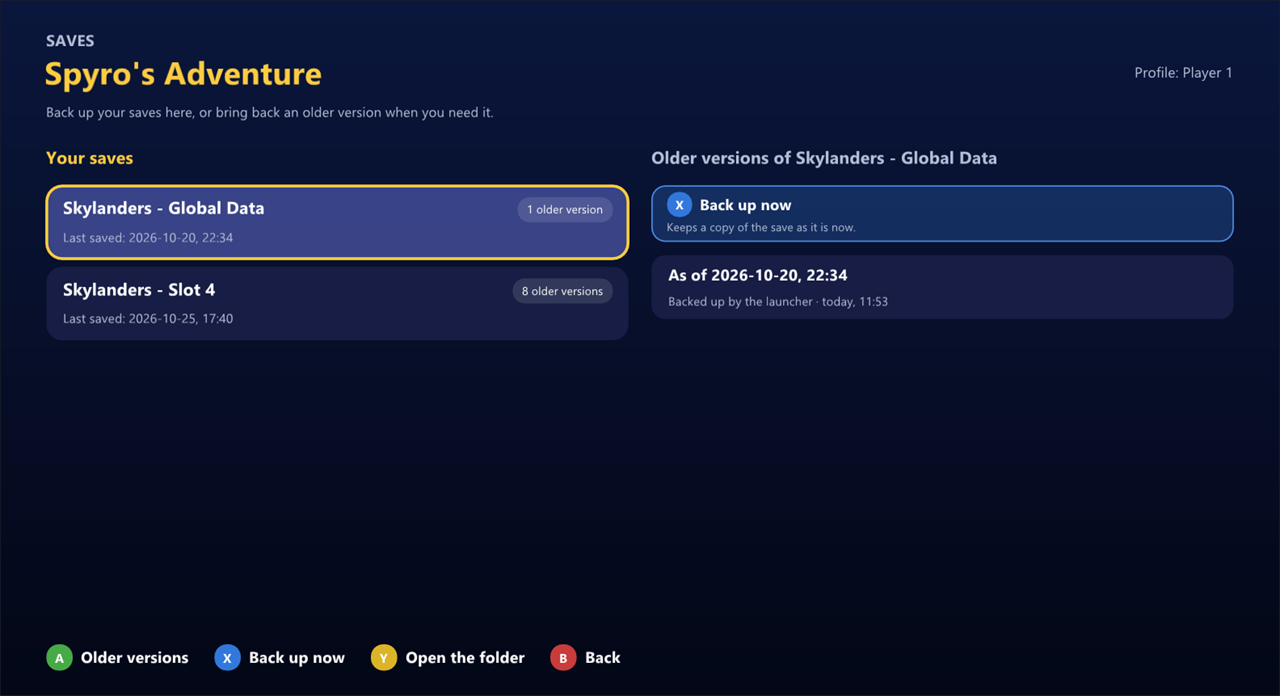 SAVES
Spyro's Adventure
Profile: Player 1
Back up your saves here, or bring back an older version when you need it.
Your saves
Skylanders - Global Data
1 older version
Last saved: 2026-10-20, 22:34
Skylanders - Slot 4
8 older versions
Last saved: 2026-10-25, 17:40
Older versions of Skylanders - Global Data
X Back up now
Keeps a copy of the save as it is now.
As of 2026-10-20, 22:34
Backed up by the launcher · today, 11:53
A Older versions X Back up now Y Open the folder B Back